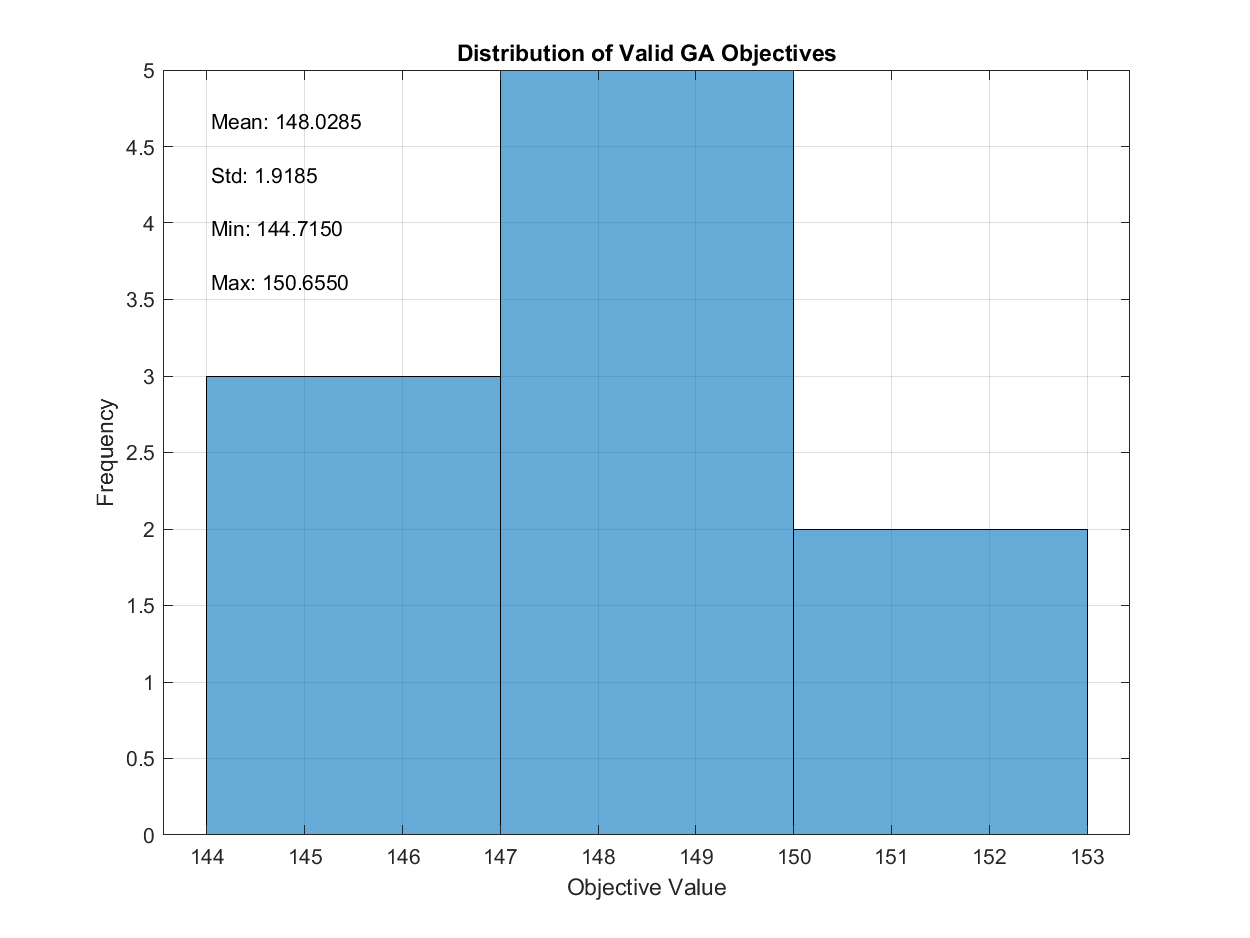 Distribution of Valid GA Objectives
5
4.5
4
3.5
3
2.5
2
1.5
1
0.5
0
Frequency
Mean: 148.0285
Std: 1.9185
Min: 144.7150
Max: 150.6550
144 145 146 147 148 149 150 151 152 153
Objective Value